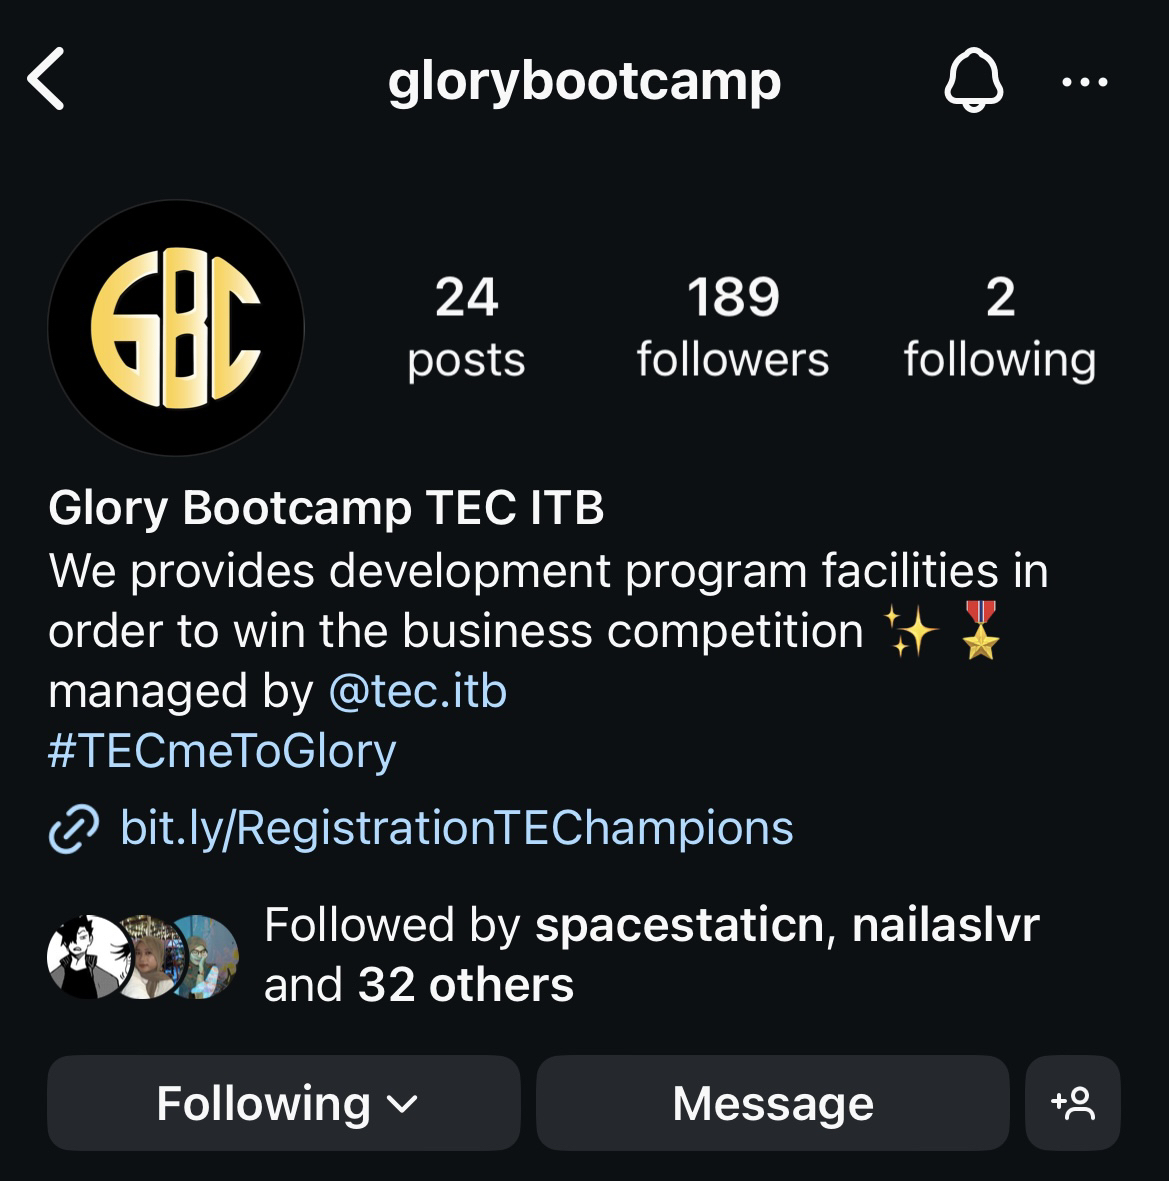 glorybootcamp
GBC
24
posts
189
followers
2
following
Glory Bootcamp TEC ITB
We provides development program facilities in
order to win the business competition ✨ 🎖
managed by @tec.itb
#TECmeToGlory
bit.ly/RegistrationTEChampions
Followed by spacestaticn, nailaslvr
and 32 others
Following
Message